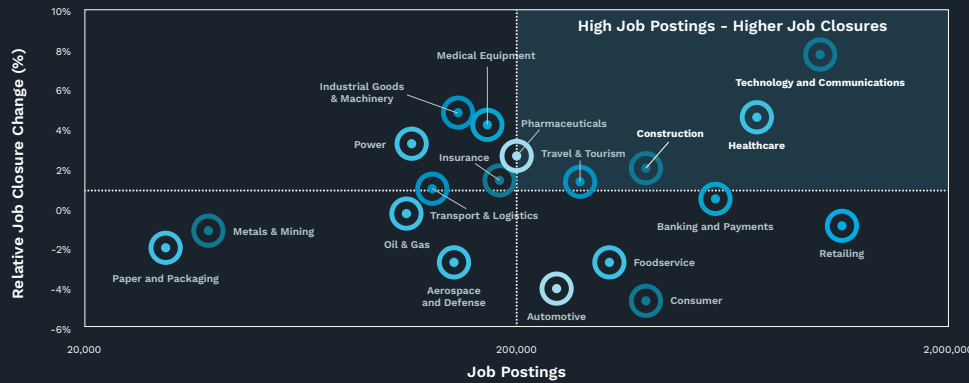 10%
High Job Postings - Higher Job Closures
8%
Medical Equipment
Technology and Communications
6%
Industrial Goods
& Machinery
Relative Job Closure Change (%)
4%
Pharmaceuticals
Construction
Power
Healthcare
Insurance
Travel & Tourism
2%
0%
Transport & Logistics
Metals & Mining
Banking and Payments
Oil & Gas
Retailing
-2%
Foodservice
Paper and Packaging
Aerospace
and Defense
-4%
Consumer
Automotive
-6%
20,000
200,000
2,000,000
Job Postings